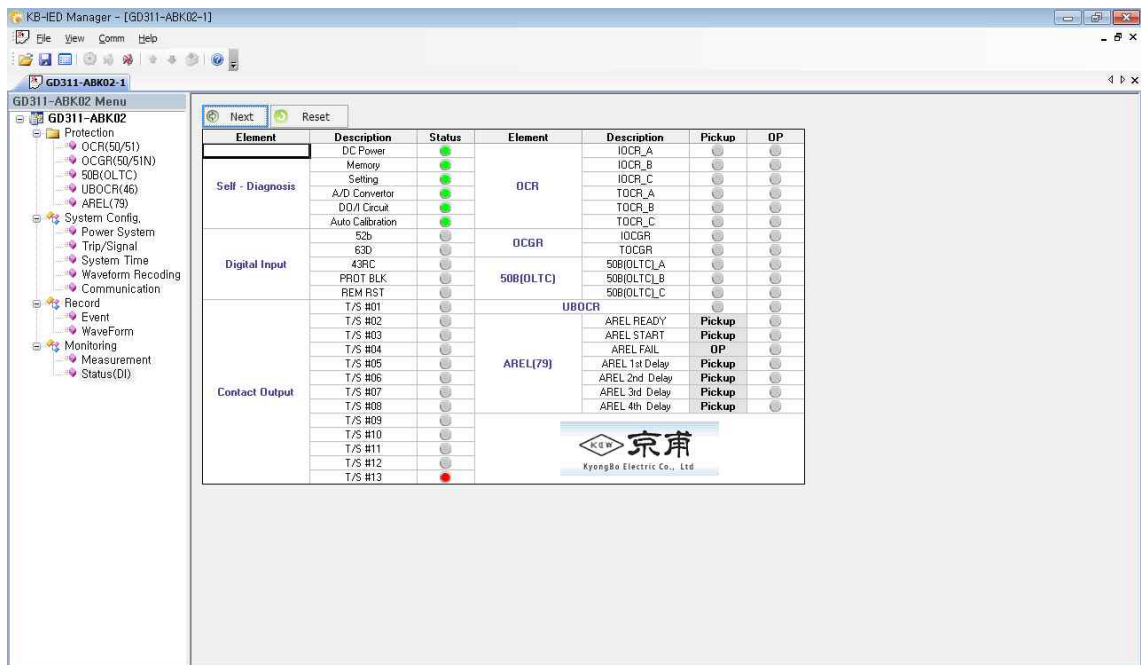 KB-IED Manager - [GD311-ABK02-1]
File View Comm Help
GD311-ABK02-1
GD311-ABK02 Menu
GD311-ABK02
Protection
OCR(50/51)
OCGR(50/51N)
50B(OLTC)
UBOCR(46)
AREL(79)
System Config,
Power System
Trip/Signal
System Time
Waveform Recoding
Communication
Record
Event
WaveForm
Monitoring
Measurement
Status(DI)
Next Reset
Element Description Status Element Description Pickup OP
Self - Diagnosis
DC Power
Memory
Setting
A/D Convertor
DO/I Circuit
Auto Calibration
Digital Input
52b
63D
43RC
PROT BLK
REM RST
Contact Output
T/S #01
T/S #02
T/S #03
T/S #04
T/S #05
T/S #06
T/S #07
T/S #08
T/S #09
T/S #10
T/S #11
T/S #12
T/S #13
OCR
IOCR_A
IOCR_B
IOCR_C
TOCR_A
TOCR_B
TOCR_C
OCGR
IOCGR
TOCGR
50B(OLTC)
50B(OLTC)_A
50B(OLTC)_B
50B(OLTC)_C
UBOCR
AREL(79)
AREL READY Pickup
AREL START Pickup
AREL FAIL OP
AREL 1st Delay Pickup
AREL 2nd Delay Pickup
AREL 3rd Delay Pickup
AREL 4th Delay Pickup
京甫
KyongBo Electric Co., Ltd